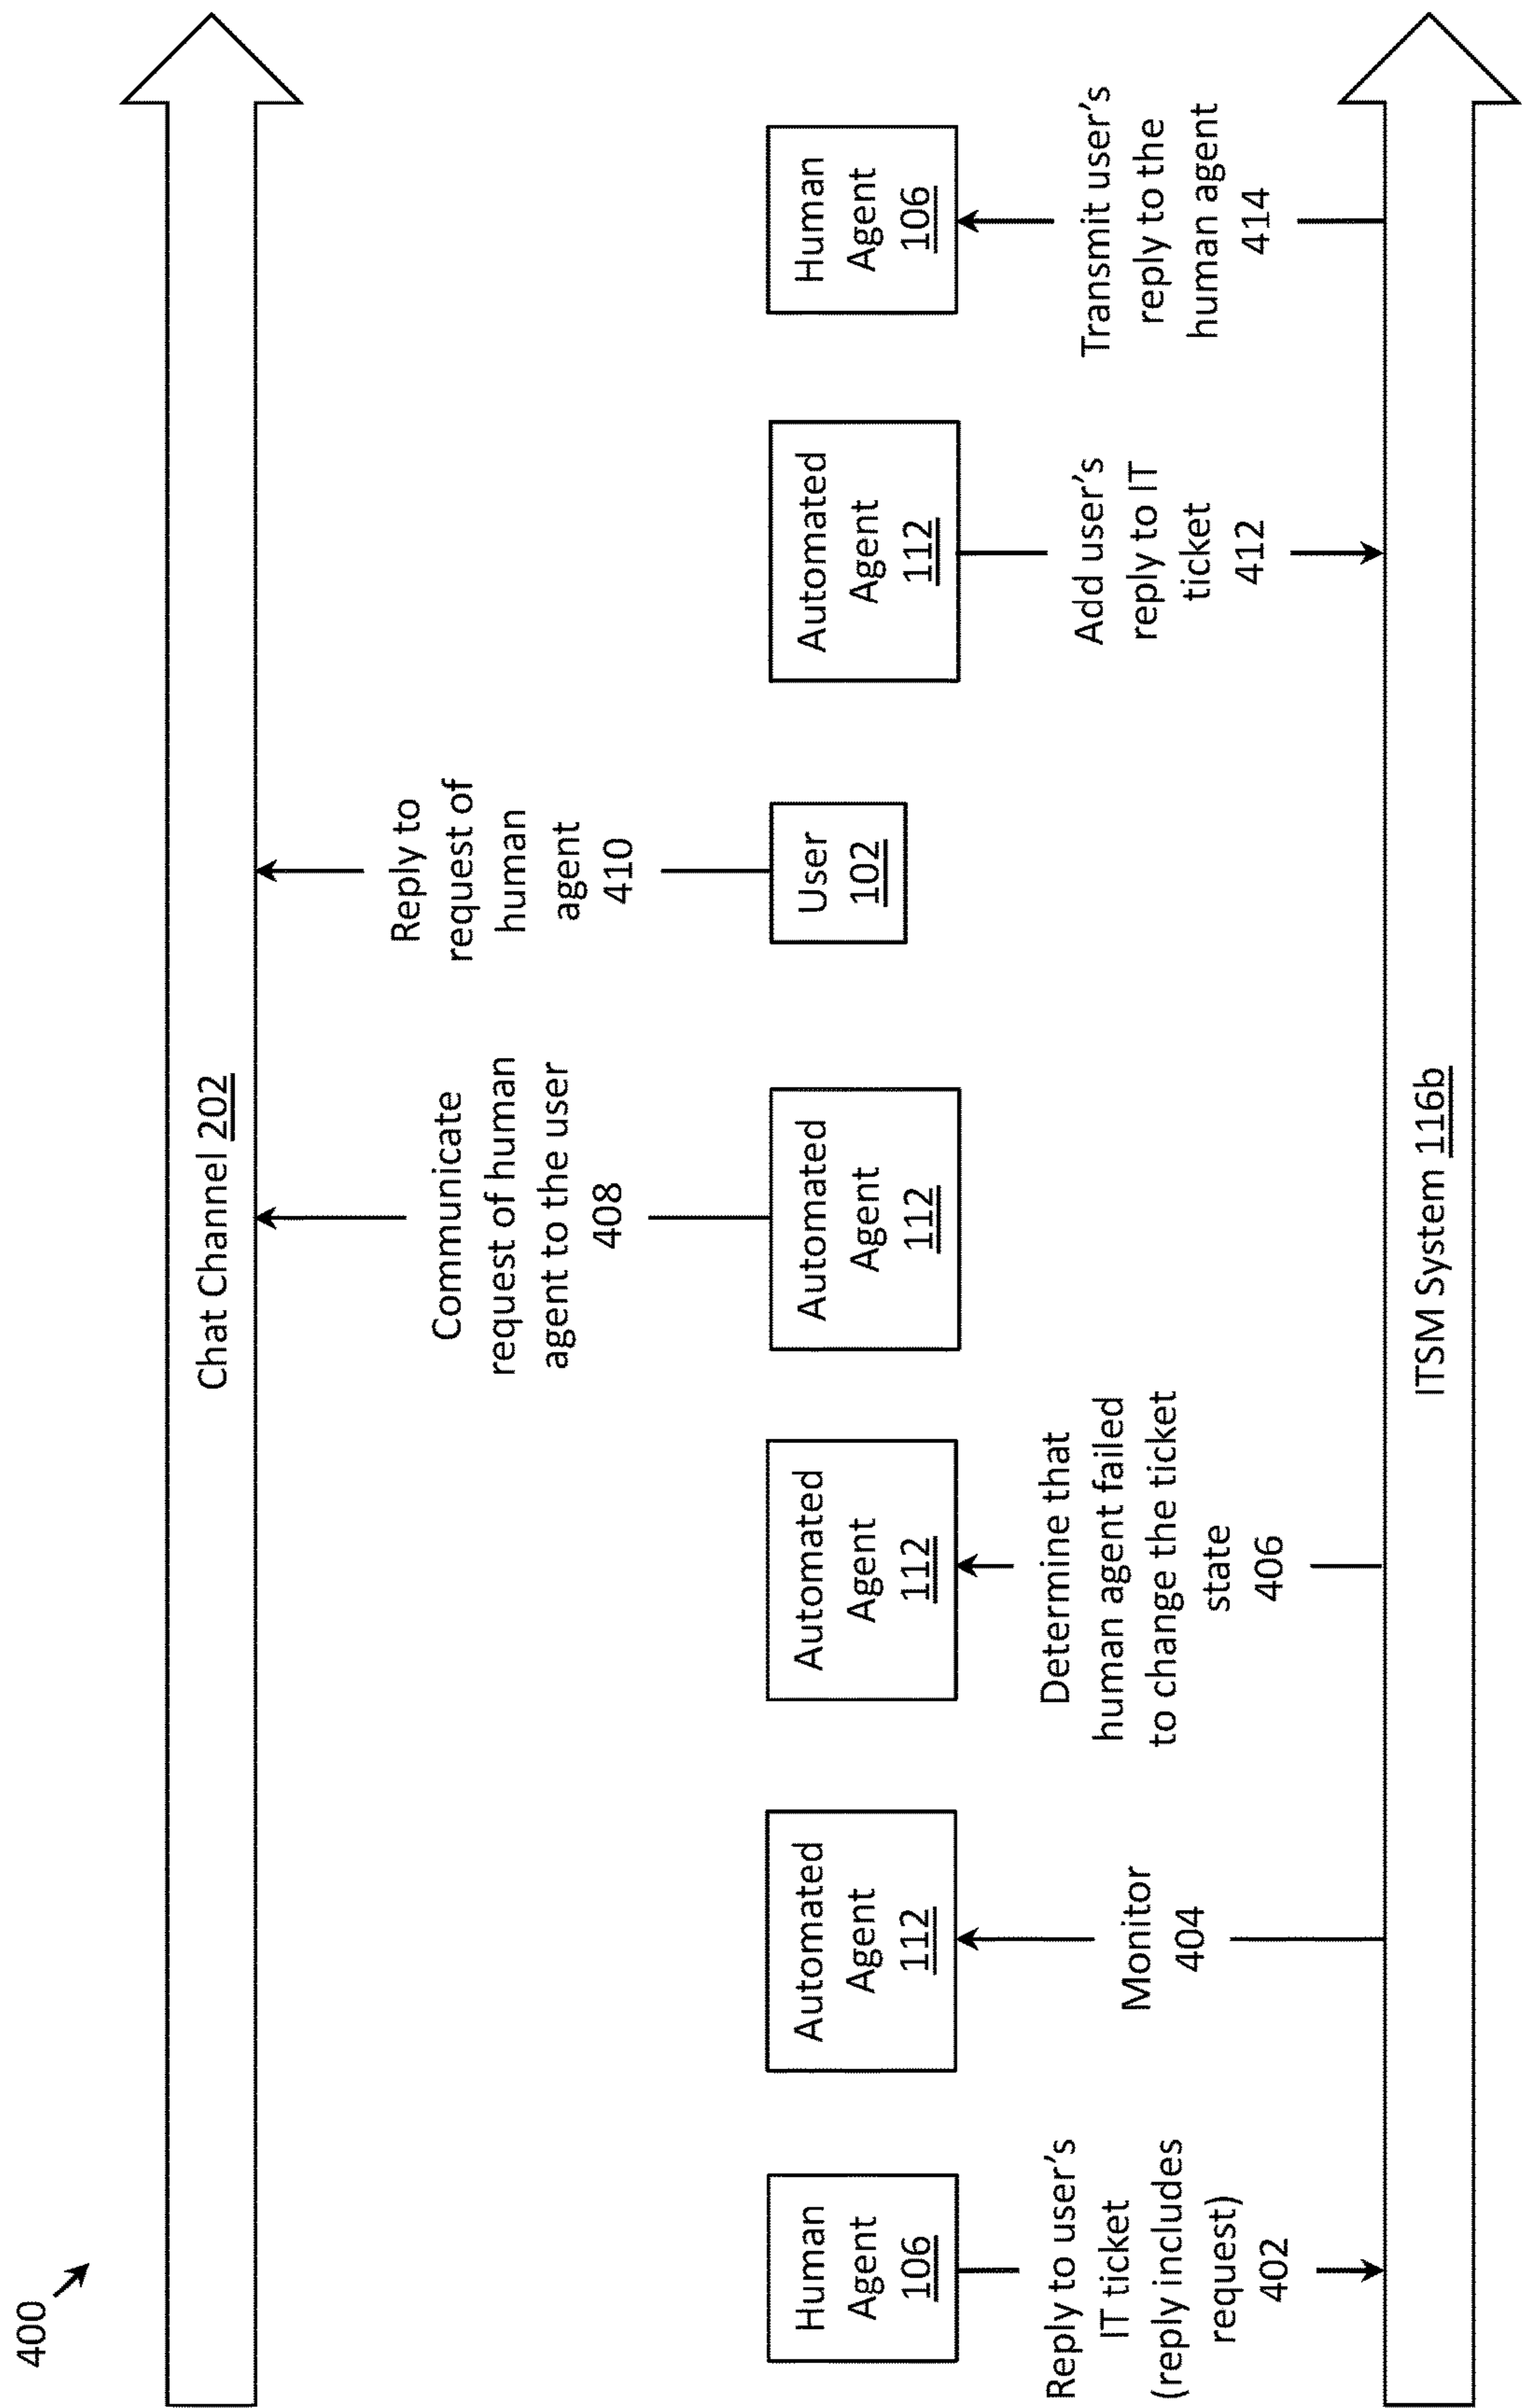 400
Chat Channel 202
Communicate
request of human
agent to the user
408
Reply to
request of
human
agent
410
Human
Agent
106
Automated
Agent
112
Automated
Agent
112
Automated
Agent
112
User
102
Automated
Agent
112
Human
Agent
106
Reply to user's
IT ticket
(reply includes
request)
402
Monitor
404
Determine that
human agent failed
to change the ticket
state
406
Add user's
reply to IT
ticket
412
Transmit user's
reply to the
human agent
414
ITSM System 116b